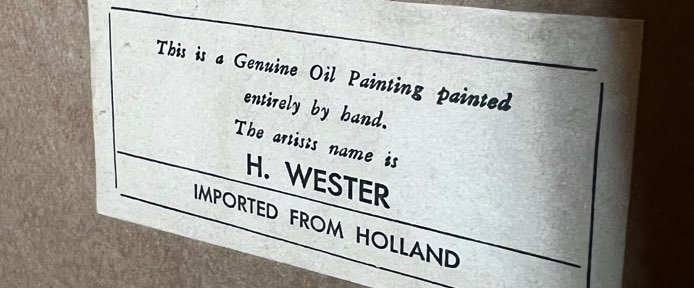 This is a Genuine Oil Painting painted
entirely by hand.
The artists name is
H. WESTER
IMPORTED FROM HOLLAND